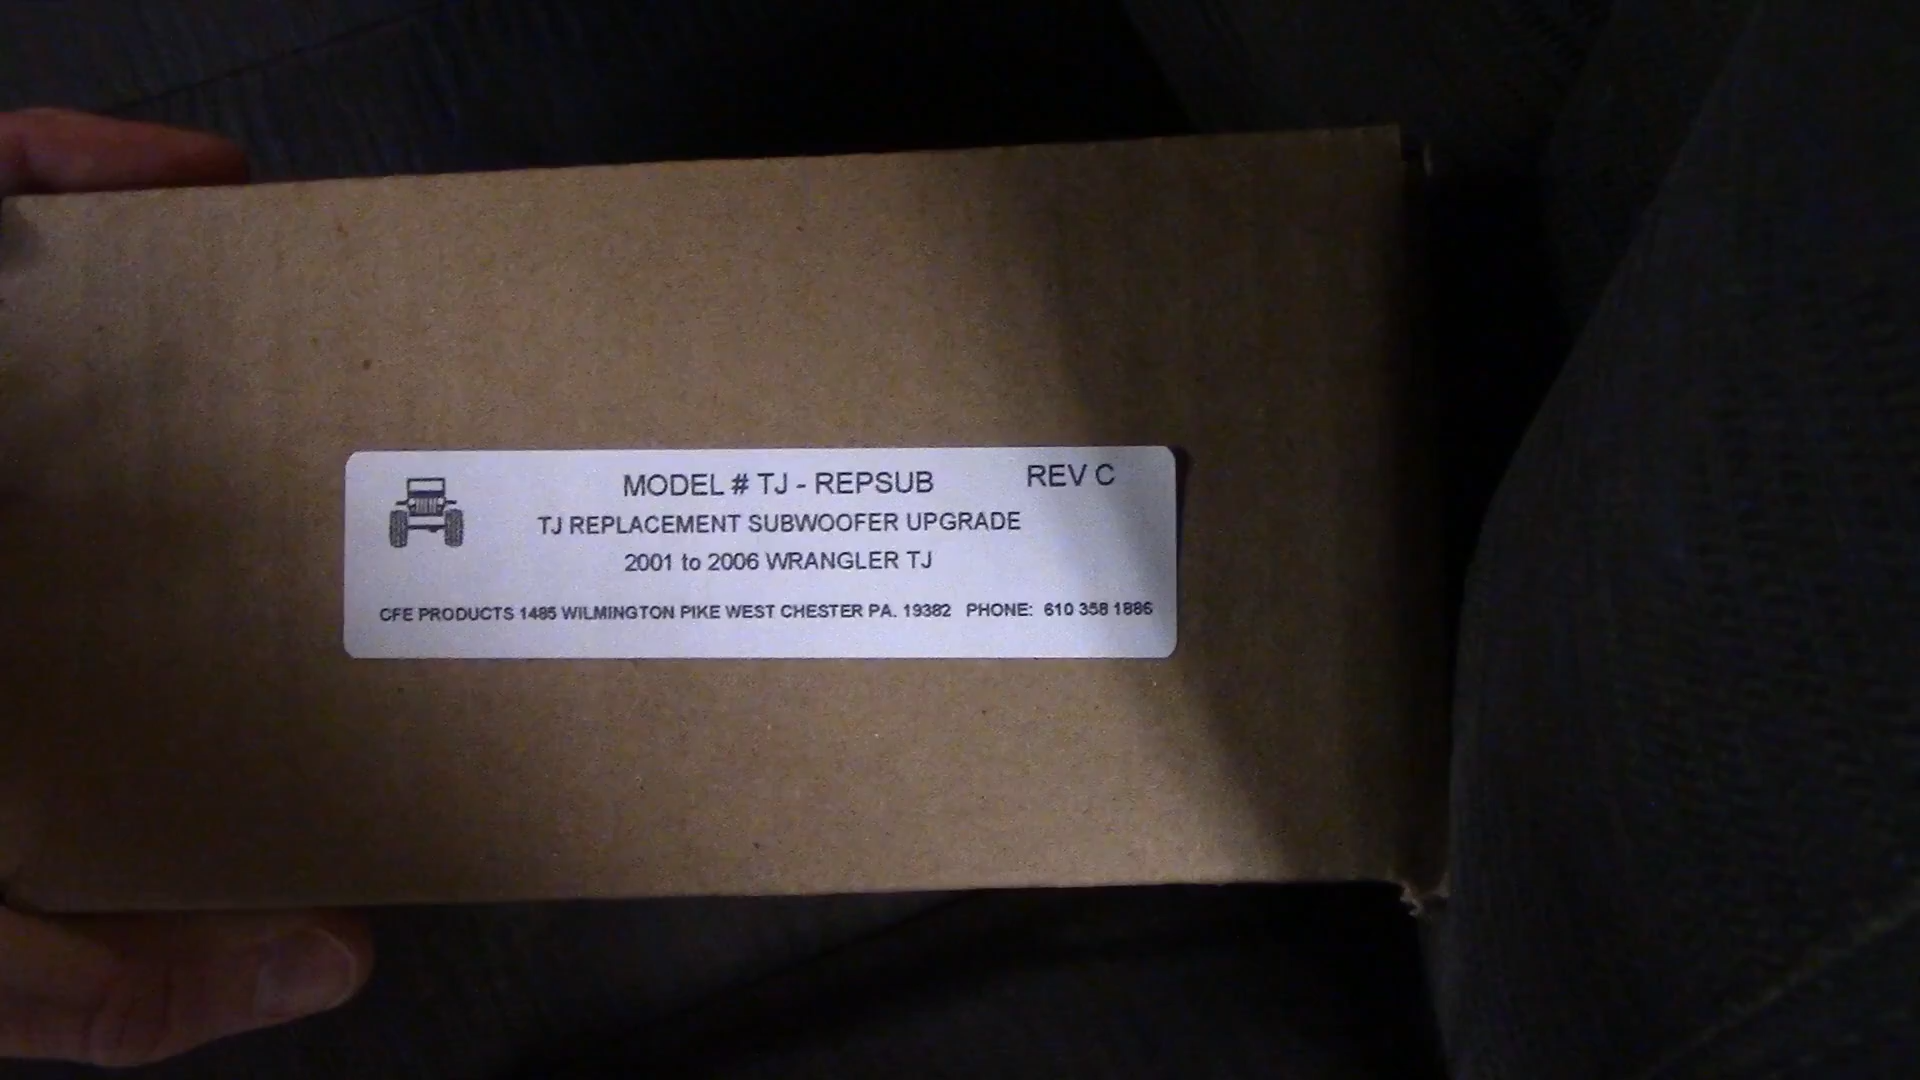 MODEL # TJ - REPSUB REV C
TJ REPLACEMENT SUBWOOFER UPGRADE
2001 to 2006 WRANGLER TJ
CFE PRODUCTS 1485 WILMINGTON PIKE WEST CHESTER PA. 19382 PHONE: 610 358 1886